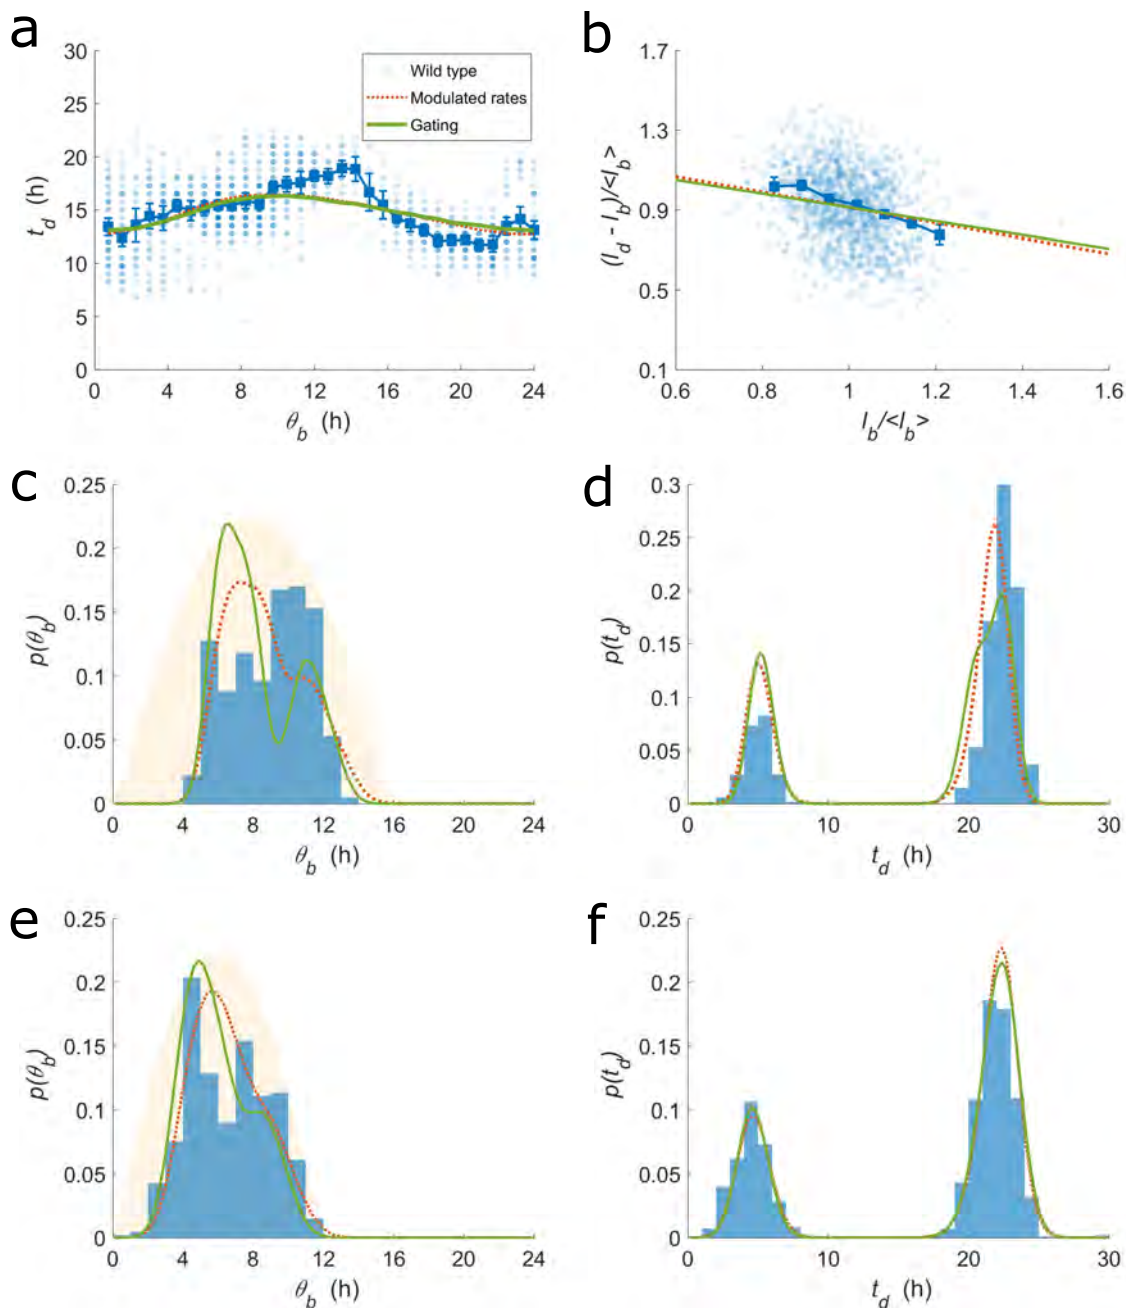 a
t_d (h)
30
25
20
15
10
5
0
0 4 8 12 16 20 24
θ_b (h)
Wild type
Modulated rates
Gating
b
(l_d - l_b)/<l_b>
1.7
1.3
0.9
0.5
0.1
0.6 0.8 1 1.2 1.4 1.6
l_b/<l_b>
c
p(θ_b)
0.25
0.2
0.15
0.1
0.05
0
0 4 8 12 16 20 24
θ_b (h)
d
p(t_d)
0.3
0.25
0.2
0.15
0.1
0.05
0
0 10 20 30
t_d (h)
e
p(θ_b)
0.25
0.2
0.15
0.1
0.05
0
0 4 8 12 16 20 24
θ_b (h)
f
p(t_d)
0.25
0.2
0.15
0.1
0.05
0
0 10 20 30
t_d (h)